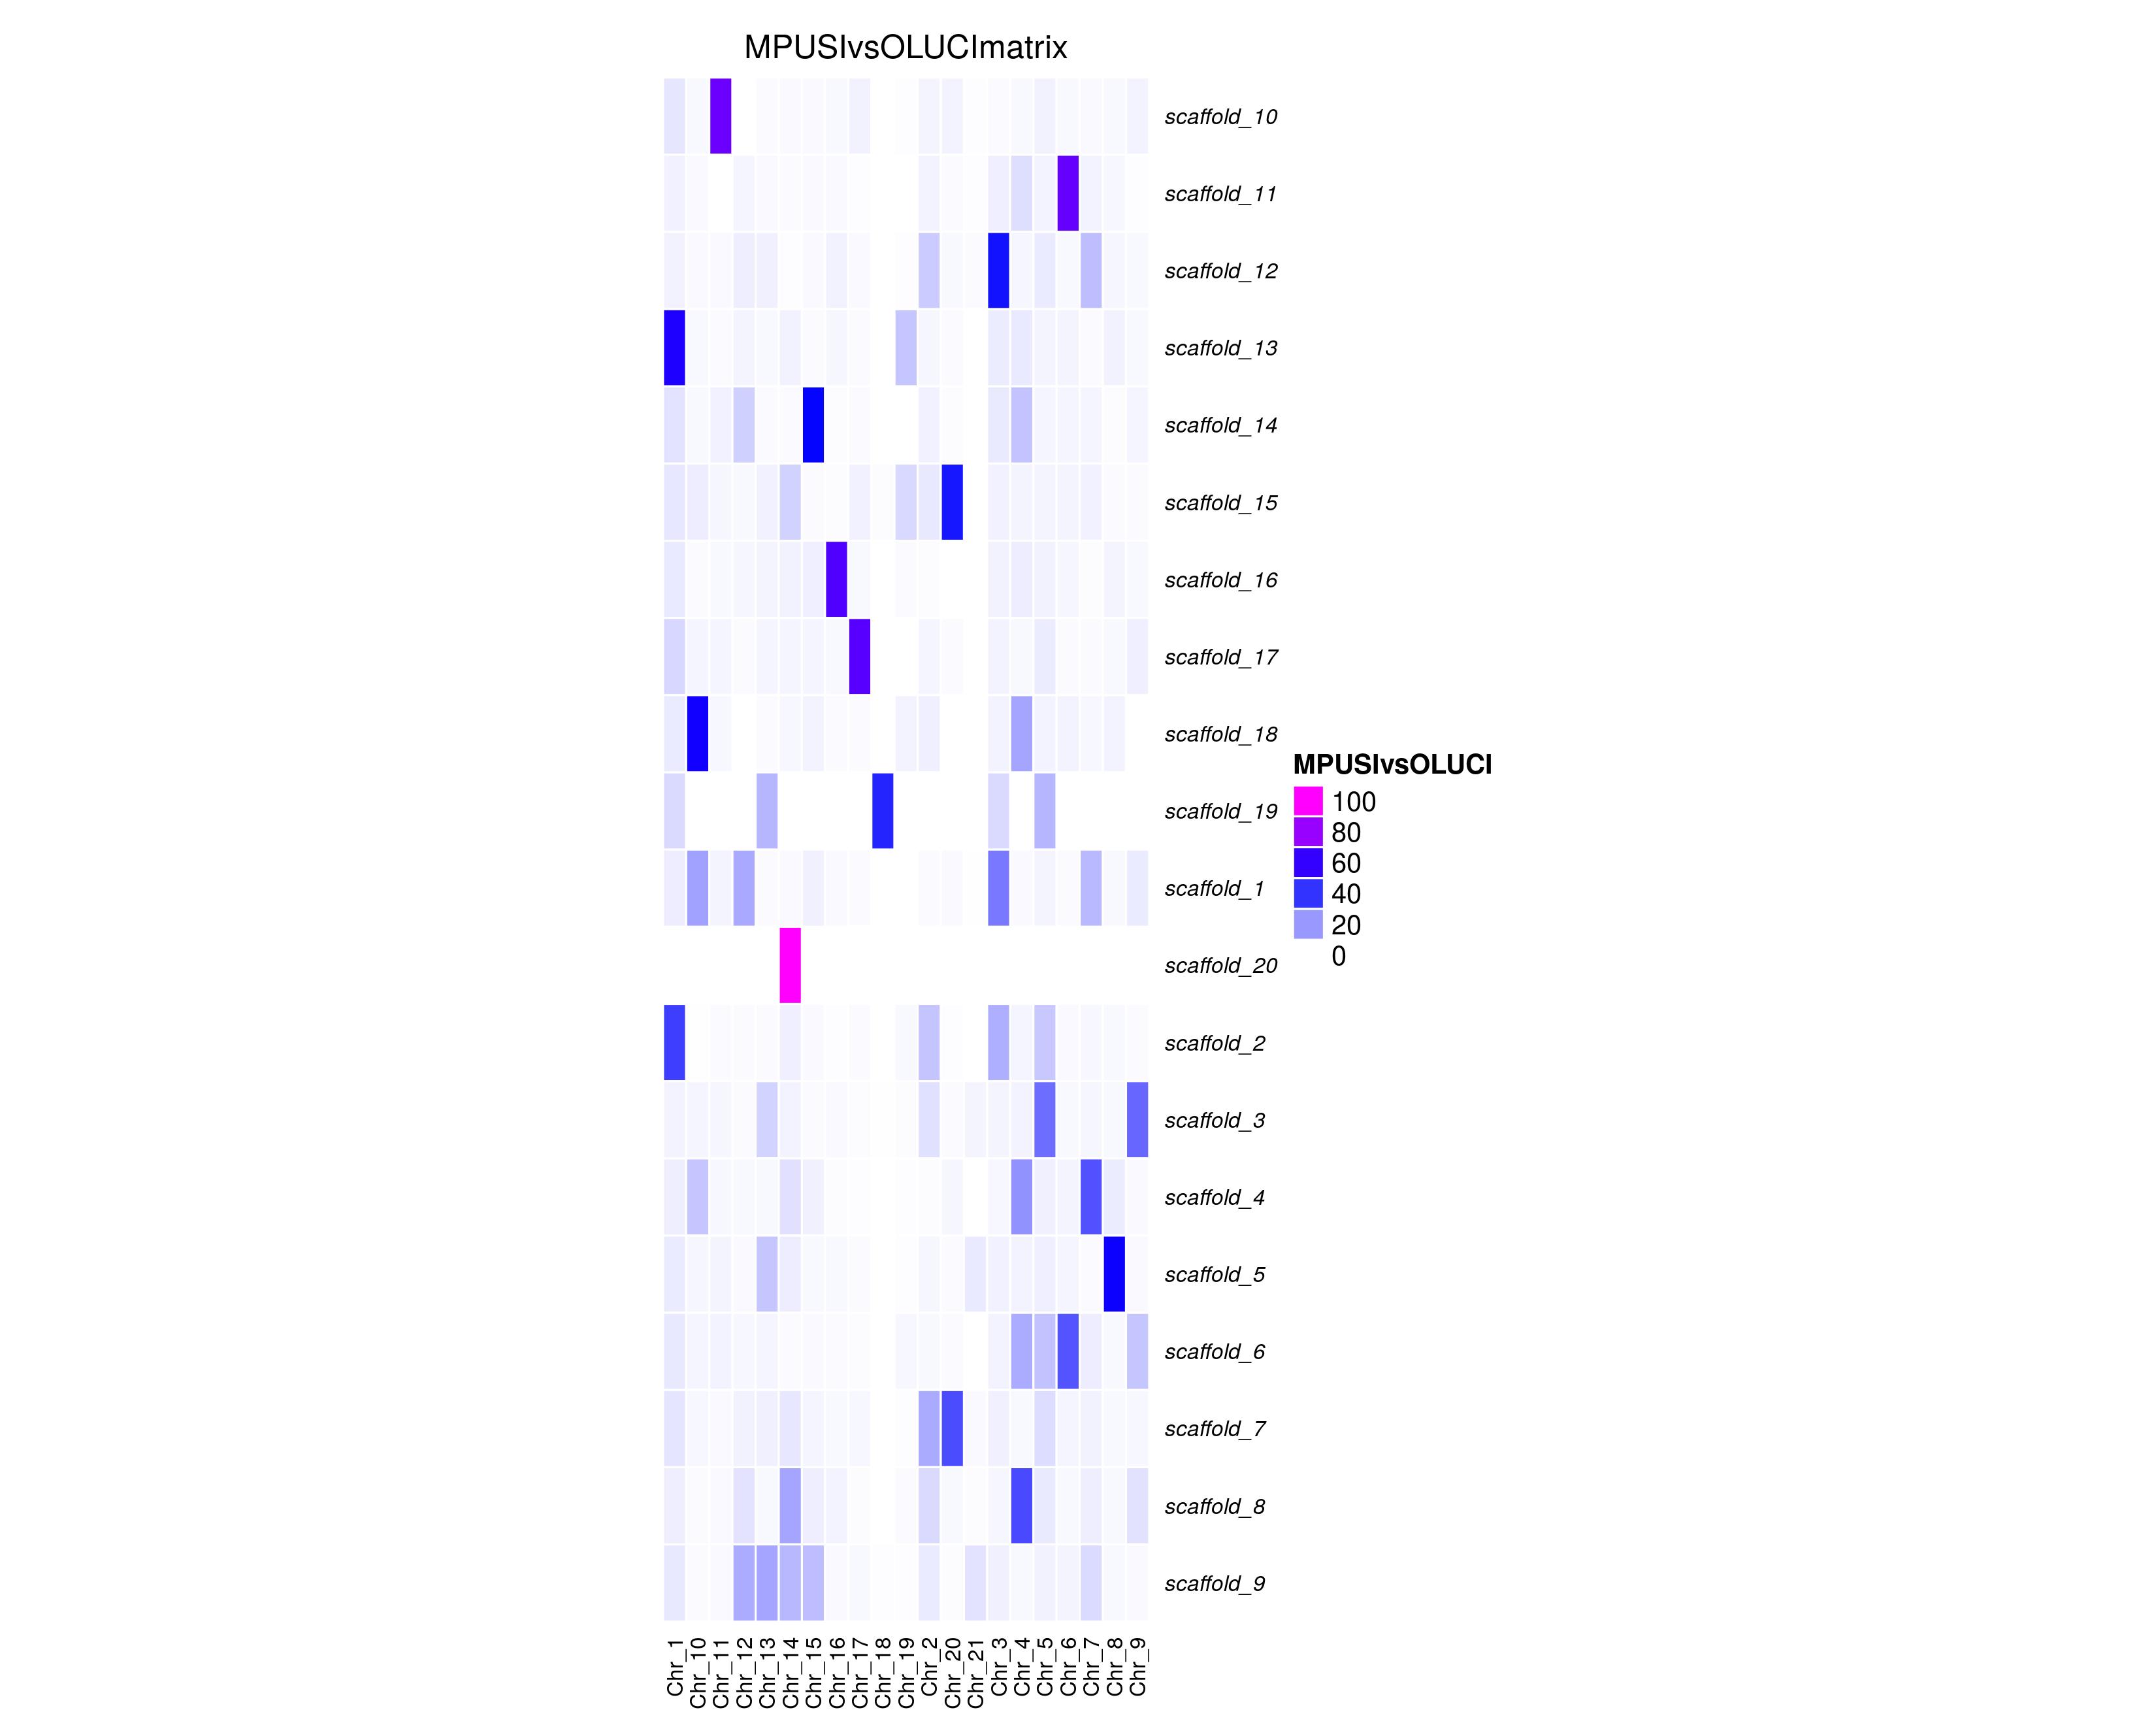 MPUSIvsOLUCImatrix
scaffold_10
scaffold_11
scaffold_12
scaffold_13
scaffold_14
scaffold_15
scaffold_16
scaffold_17
scaffold_18
scaffold_19
scaffold_1
scaffold_20
scaffold_2
scaffold_3
scaffold_4
scaffold_5
scaffold_6
scaffold_7
scaffold_8
scaffold_9
MPUSIvsOLUCI
100
80
60
40
20
0
Chr_1
Chr_10
Chr_11
Chr_12
Chr_13
Chr_14
Chr_15
Chr_16
Chr_17
Chr_18
Chr_19
Chr_2
Chr_20
Chr_21
Chr_3
Chr_4
Chr_5
Chr_6
Chr_7
Chr_8
Chr_9